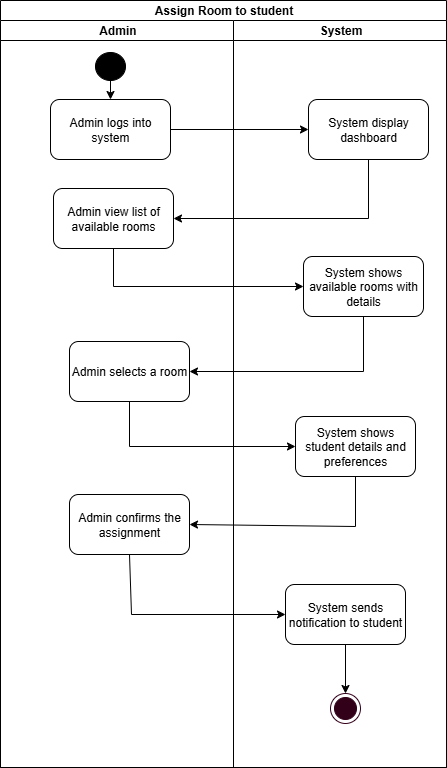 Assign Room to student
Admin
System
Admin logs into
system
System display
dashboard
Admin view list of
available rooms
System shows
available rooms with
details
Admin selects a room
System shows
student details and
preferences
Admin confirms the
assignment
System sends
notification to student